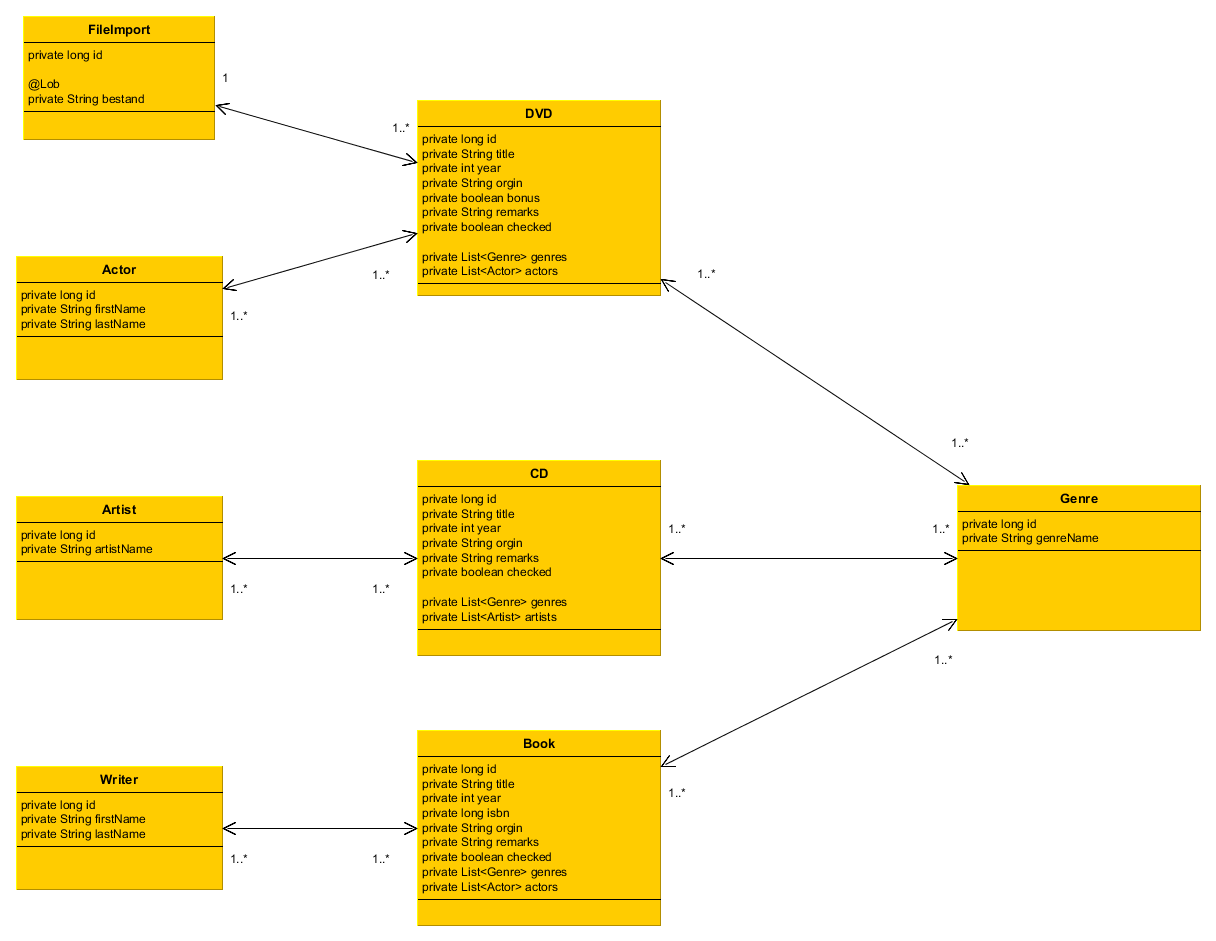 FileImport
private long id
@Lob
private String bestand
1
1..*
DVD
private long id
private String title
private int year
private String orgin
private boolean bonus
private String remarks
private boolean checked
private List<Genre> genres
private List<Actor> actors
1..*
1..*
Actor
private long id
private String firstName
private String lastName
1..*
1..*
CD
private long id
private String title
private int year
private String orgin
private String remarks
private boolean checked
private List<Genre> genres
private List<Artist> artists
Artist
private long id
private String artistName
1..*
1..*
1..*
1..*
Genre
private long id
private String genreName
1..*
Book
private long id
private String title
private int year
private long isbn
private String orgin
private String remarks
private boolean checked
private List<Genre> genres
private List<Actor> actors
1..*
Writer
private long id
private String firstName
private String lastName
1..*
1..*